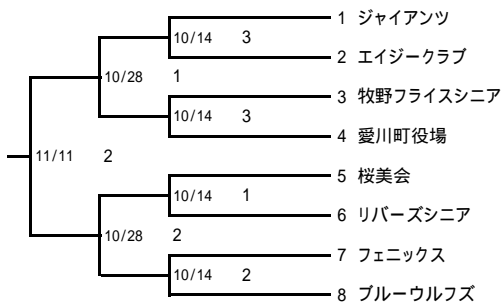 1 ジャイアンツ
10/14 3
2 エイジークラブ
10/28 1
3 牧野フライスシニア
10/14 3
4 愛川町役場
11/11 2
5 桜美会
10/14 1
6 リバーズシニア
10/28 2
7 フェニックス
10/14 2
8 ブルーウルフズ